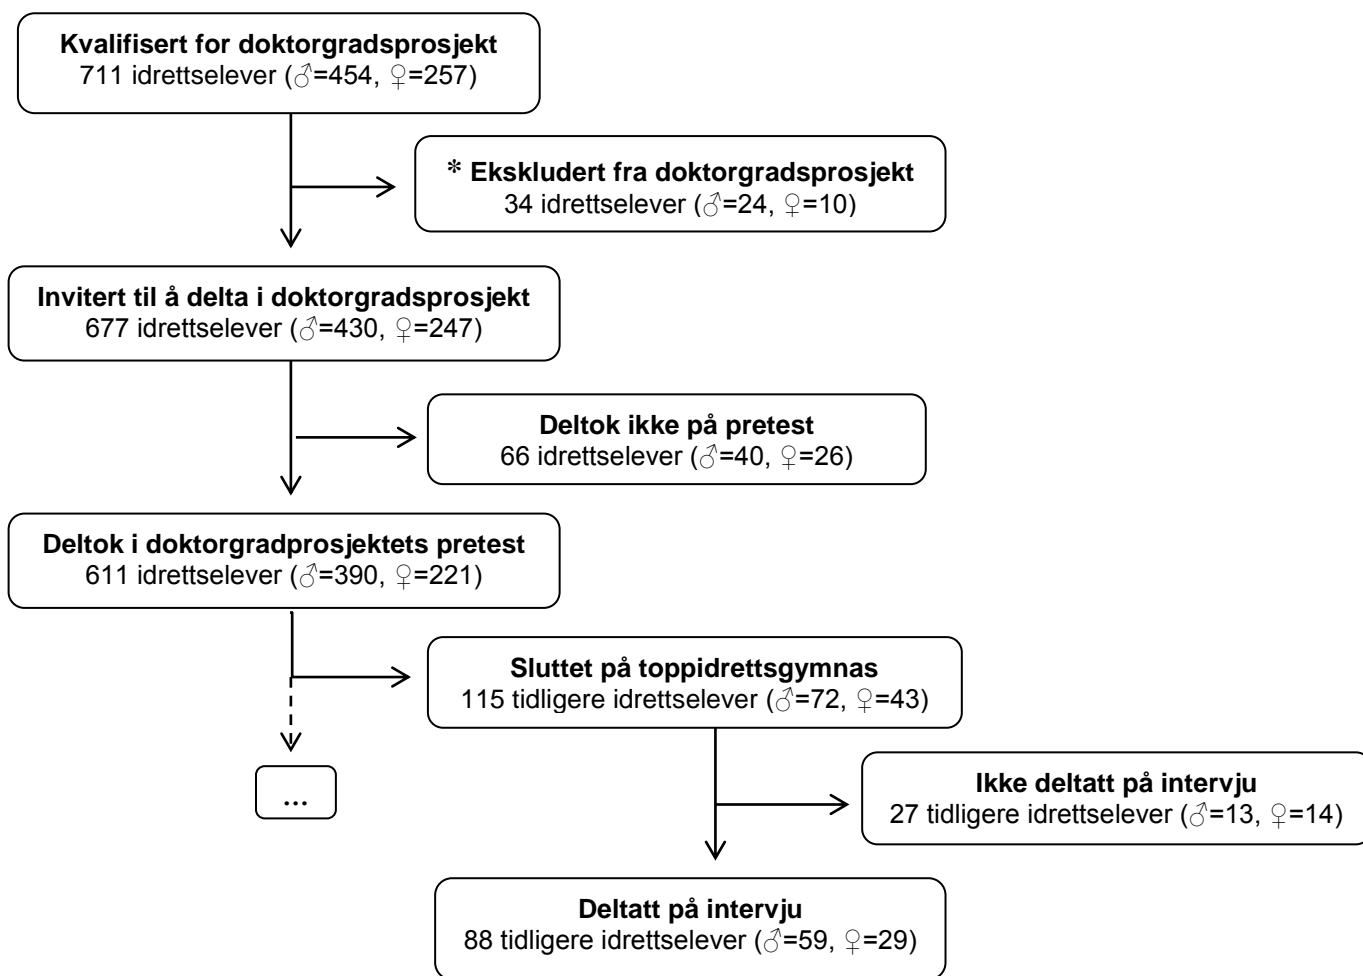 Kvalifisert for doktorgradsprosjekt
711 idrettselever (♂=454, ♀=257)
* Ekskludert fra doktorgradsprosjekt
34 idrettselever (♂=24, ♀=10)
Invitert til å delta i doktorgradsprosjekt
677 idrettselever (♂=430, ♀=247)
Deltok ikke på pretest
66 idrettselever (♂=40, ♀=26)
Deltok i doktorgradprosjektets pretest
611 idrettselever (♂=390, ♀=221)
Sluttet på toppidrettsgymnas
115 tidligere idrettselever (♂=72, ♀=43)
...
Ikke deltatt på intervju
27 tidligere idrettselever (♂=13, ♀=14)
Deltatt på intervju
88 tidligere idrettselever (♂=59, ♀=29)